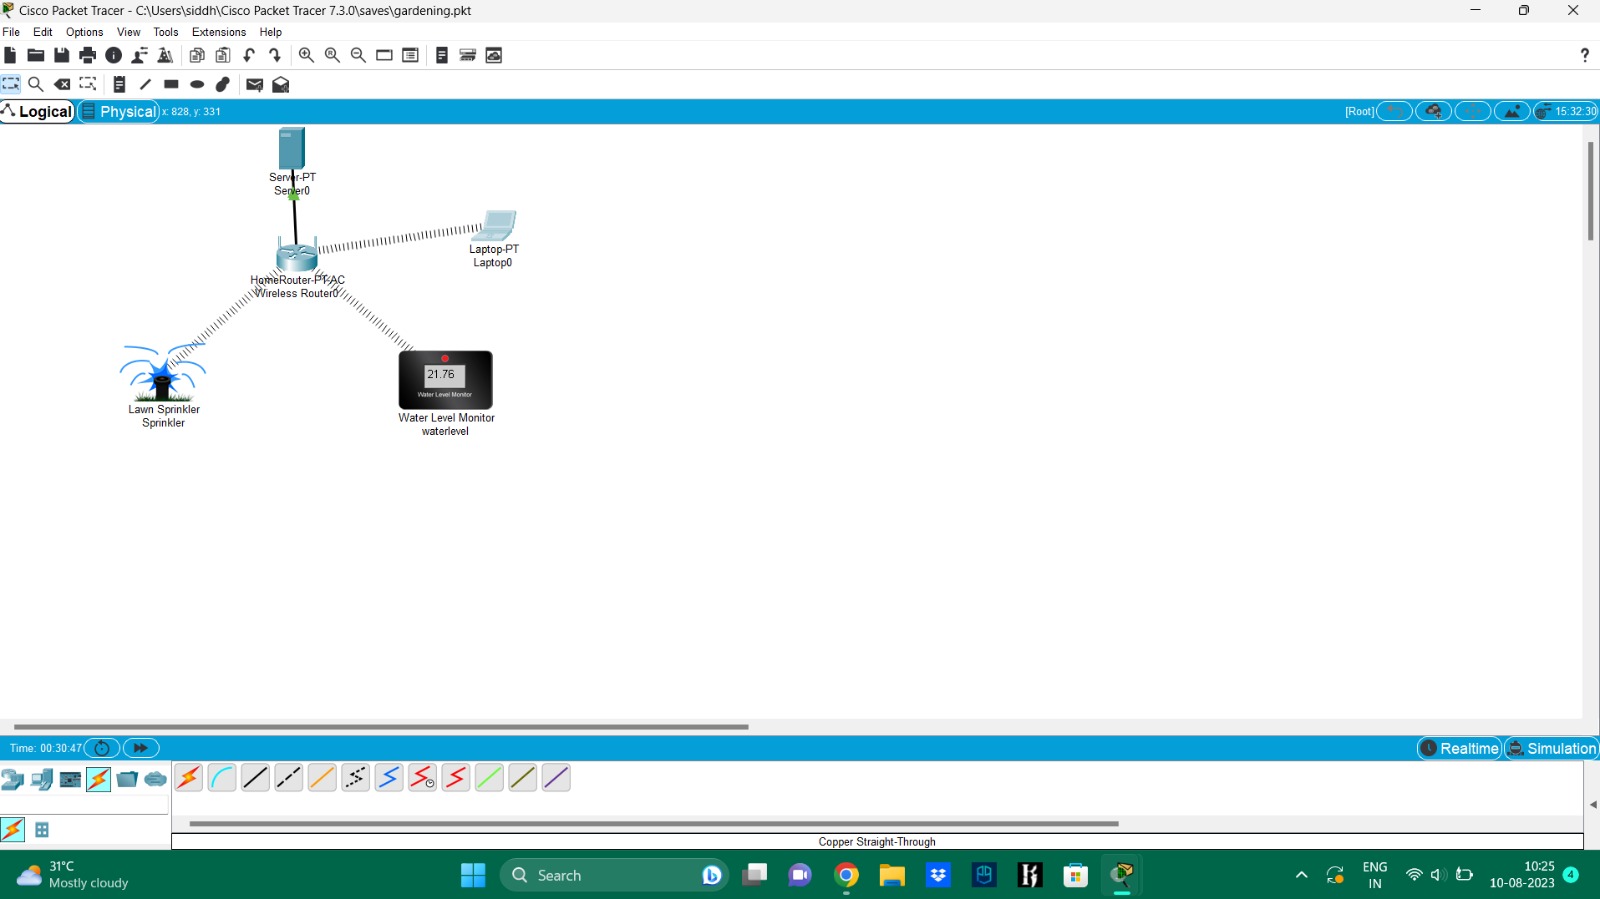 Cisco Packet Tracer - C:\Users\siddh\Cisco Packet Tracer 7.3.0\saves\gardening.pkt
File Edit Options View Tools Extensions Help
?
Logical Physical x: 828, y: 331 [Root] 15:32:30
Server-PT
Server0
Laptop-PT
Laptop0
HomeRouter-PT-AC
Wireless Router0
21.76
Water Level Monitor
Lawn Sprinkler
Sprinkler
Water Level Monitor
waterlevel
Time: 00:30:47 Realtime Simulation
Copper Straight-Through
31°C
Mostly cloudy
Search
ENG
IN
10:25
10-08-2023
4